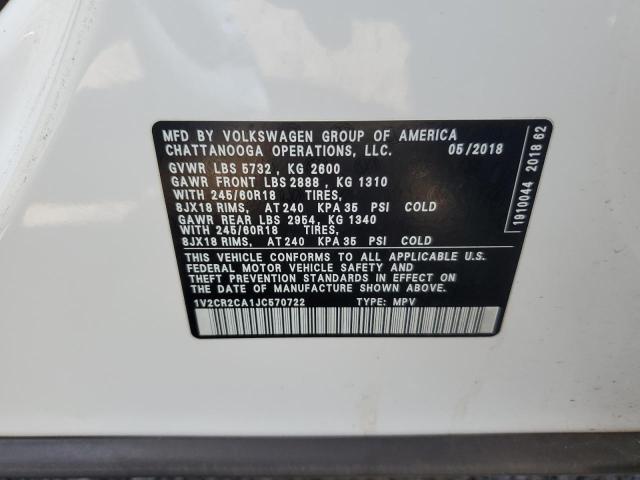 MFD BY VOLKSWAGEN GROUP OF AMERICA
CHATTANOOGA OPERATIONS, LLC. 05/2018
GVWR LBS 5732 , KG 2600
GAWR FRONT LBS 2888 , KG 1310
WITH 245/60R18 TIRES,
8JX18 RIMS, AT 240 KPA 35 PSI COLD
GAWR REAR LBS 2954, KG 1340
WITH 245/60R18 TIRES,
8JX18 RIMS, AT 240 KPA 35 PSI COLD
THIS VEHICLE CONFORMS TO ALL APPLICABLE U.S.
FEDERAL MOTOR VEHICLE SAFETY AND
THEFT PREVENTION STANDARDS IN EFFECT ON THE
DATE OF MANUFACTURE SHOWN ABOVE.
1V2CR2CA1JC570722 TYPE: MPV
1910044 2018 62